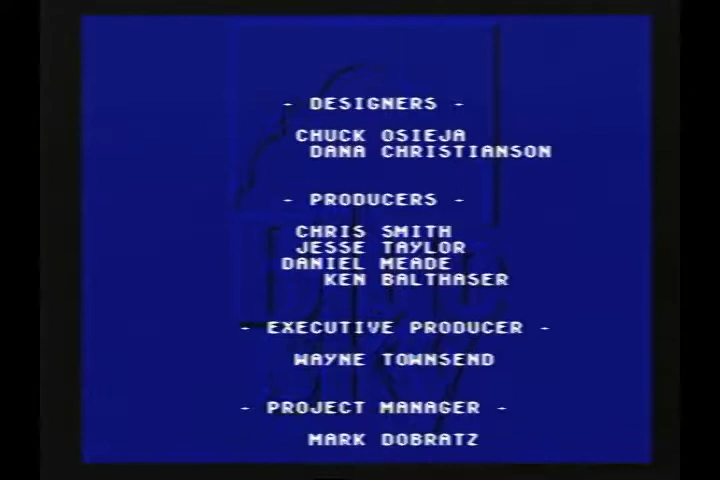 - DESIGNERS -
CHUCK OSIEJA
DANA CHRISTIANSON
- PRODUCERS -
CHRIS SMITH
JESSE TAYLOR
DANIEL MEADE
KEN BALTHASER
- EXECUTIVE PRODUCER -
WAYNE TOWNSEND
- PROJECT MANAGER -
MARK DOBRATZ